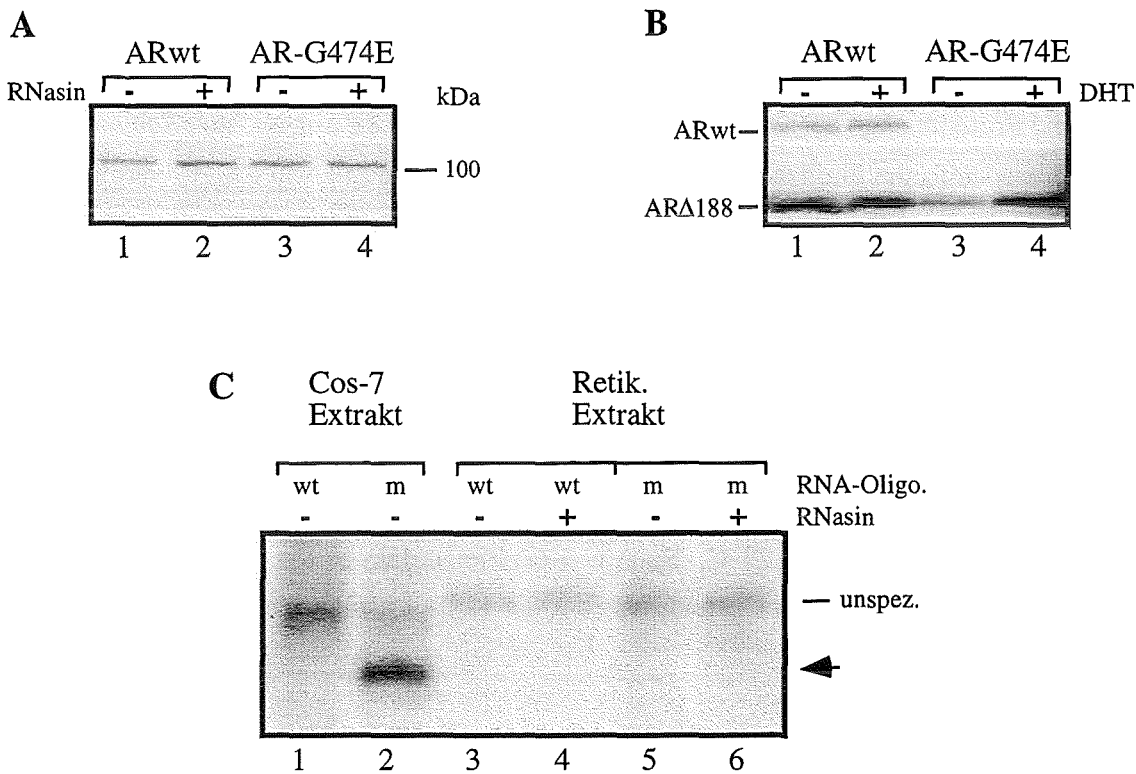 A
ARwt AR-G474E
RNasin - + - + kDa
100
1 2 3 4
B
ARwt AR-G474E
- + - + DHT
ARwt
ARΔ188
1 2 3 4
C
Cos-7 Retik.
Extrakt Extrakt
wt m wt wt m m RNA-Oligo.
- - - + - + RNasin
unspez.
1 2 3 4 5 6